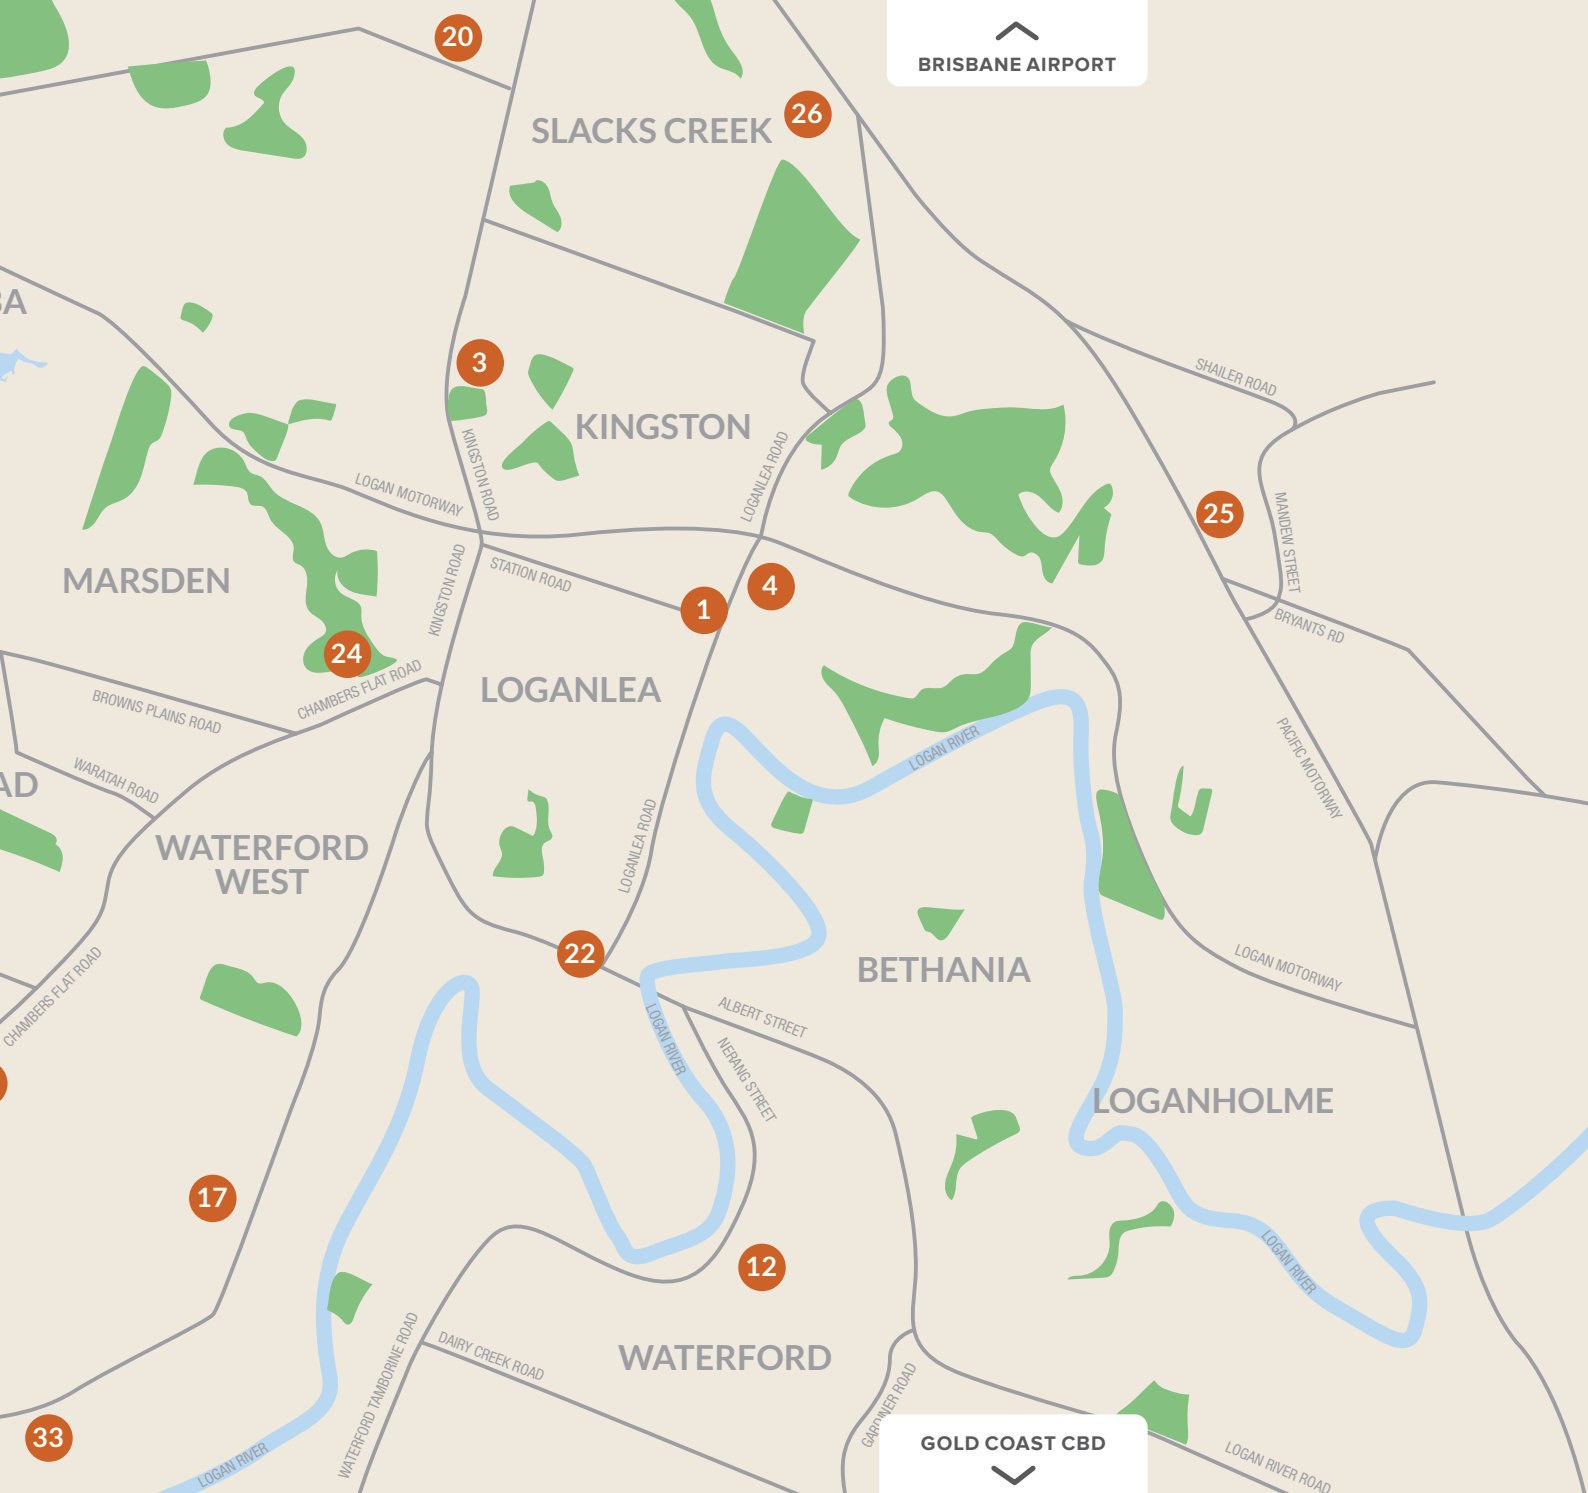 20
BRISBANE AIRPORT
26
SLACKS CREEK
BA
3
SHAILER ROAD
KINGSTON
KINGSTON ROAD
LOGANLEA ROAD
LOGAN MOTORWAY
25
MANDEW STREET
MARSDEN
KINGSTON ROAD
STATION ROAD
4
1
BRYANTS RD
24
CHAMBERS FLAT ROAD
LOGANLEA
BROWNS PLAINS ROAD
LOGAN RIVER
PACIFIC MOTORWAY
WARATAH ROAD
AD
WATERFORD
WEST
LOGANLEA ROAD
22
BETHANIA
LOGAN MOTORWAY
CHAMBERS FLAT ROAD
ALBERT STREET
LOGAN RIVER
NERANG STREET
LOGANHOLME
17
12
LOGAN RIVER
WATERFORD
DAIRY CREEK ROAD
WATERFORD TAMBORINE ROAD
GARDINER ROAD
33
GOLD COAST CBD
LOGAN RIVER
LOGAN RIVER ROAD